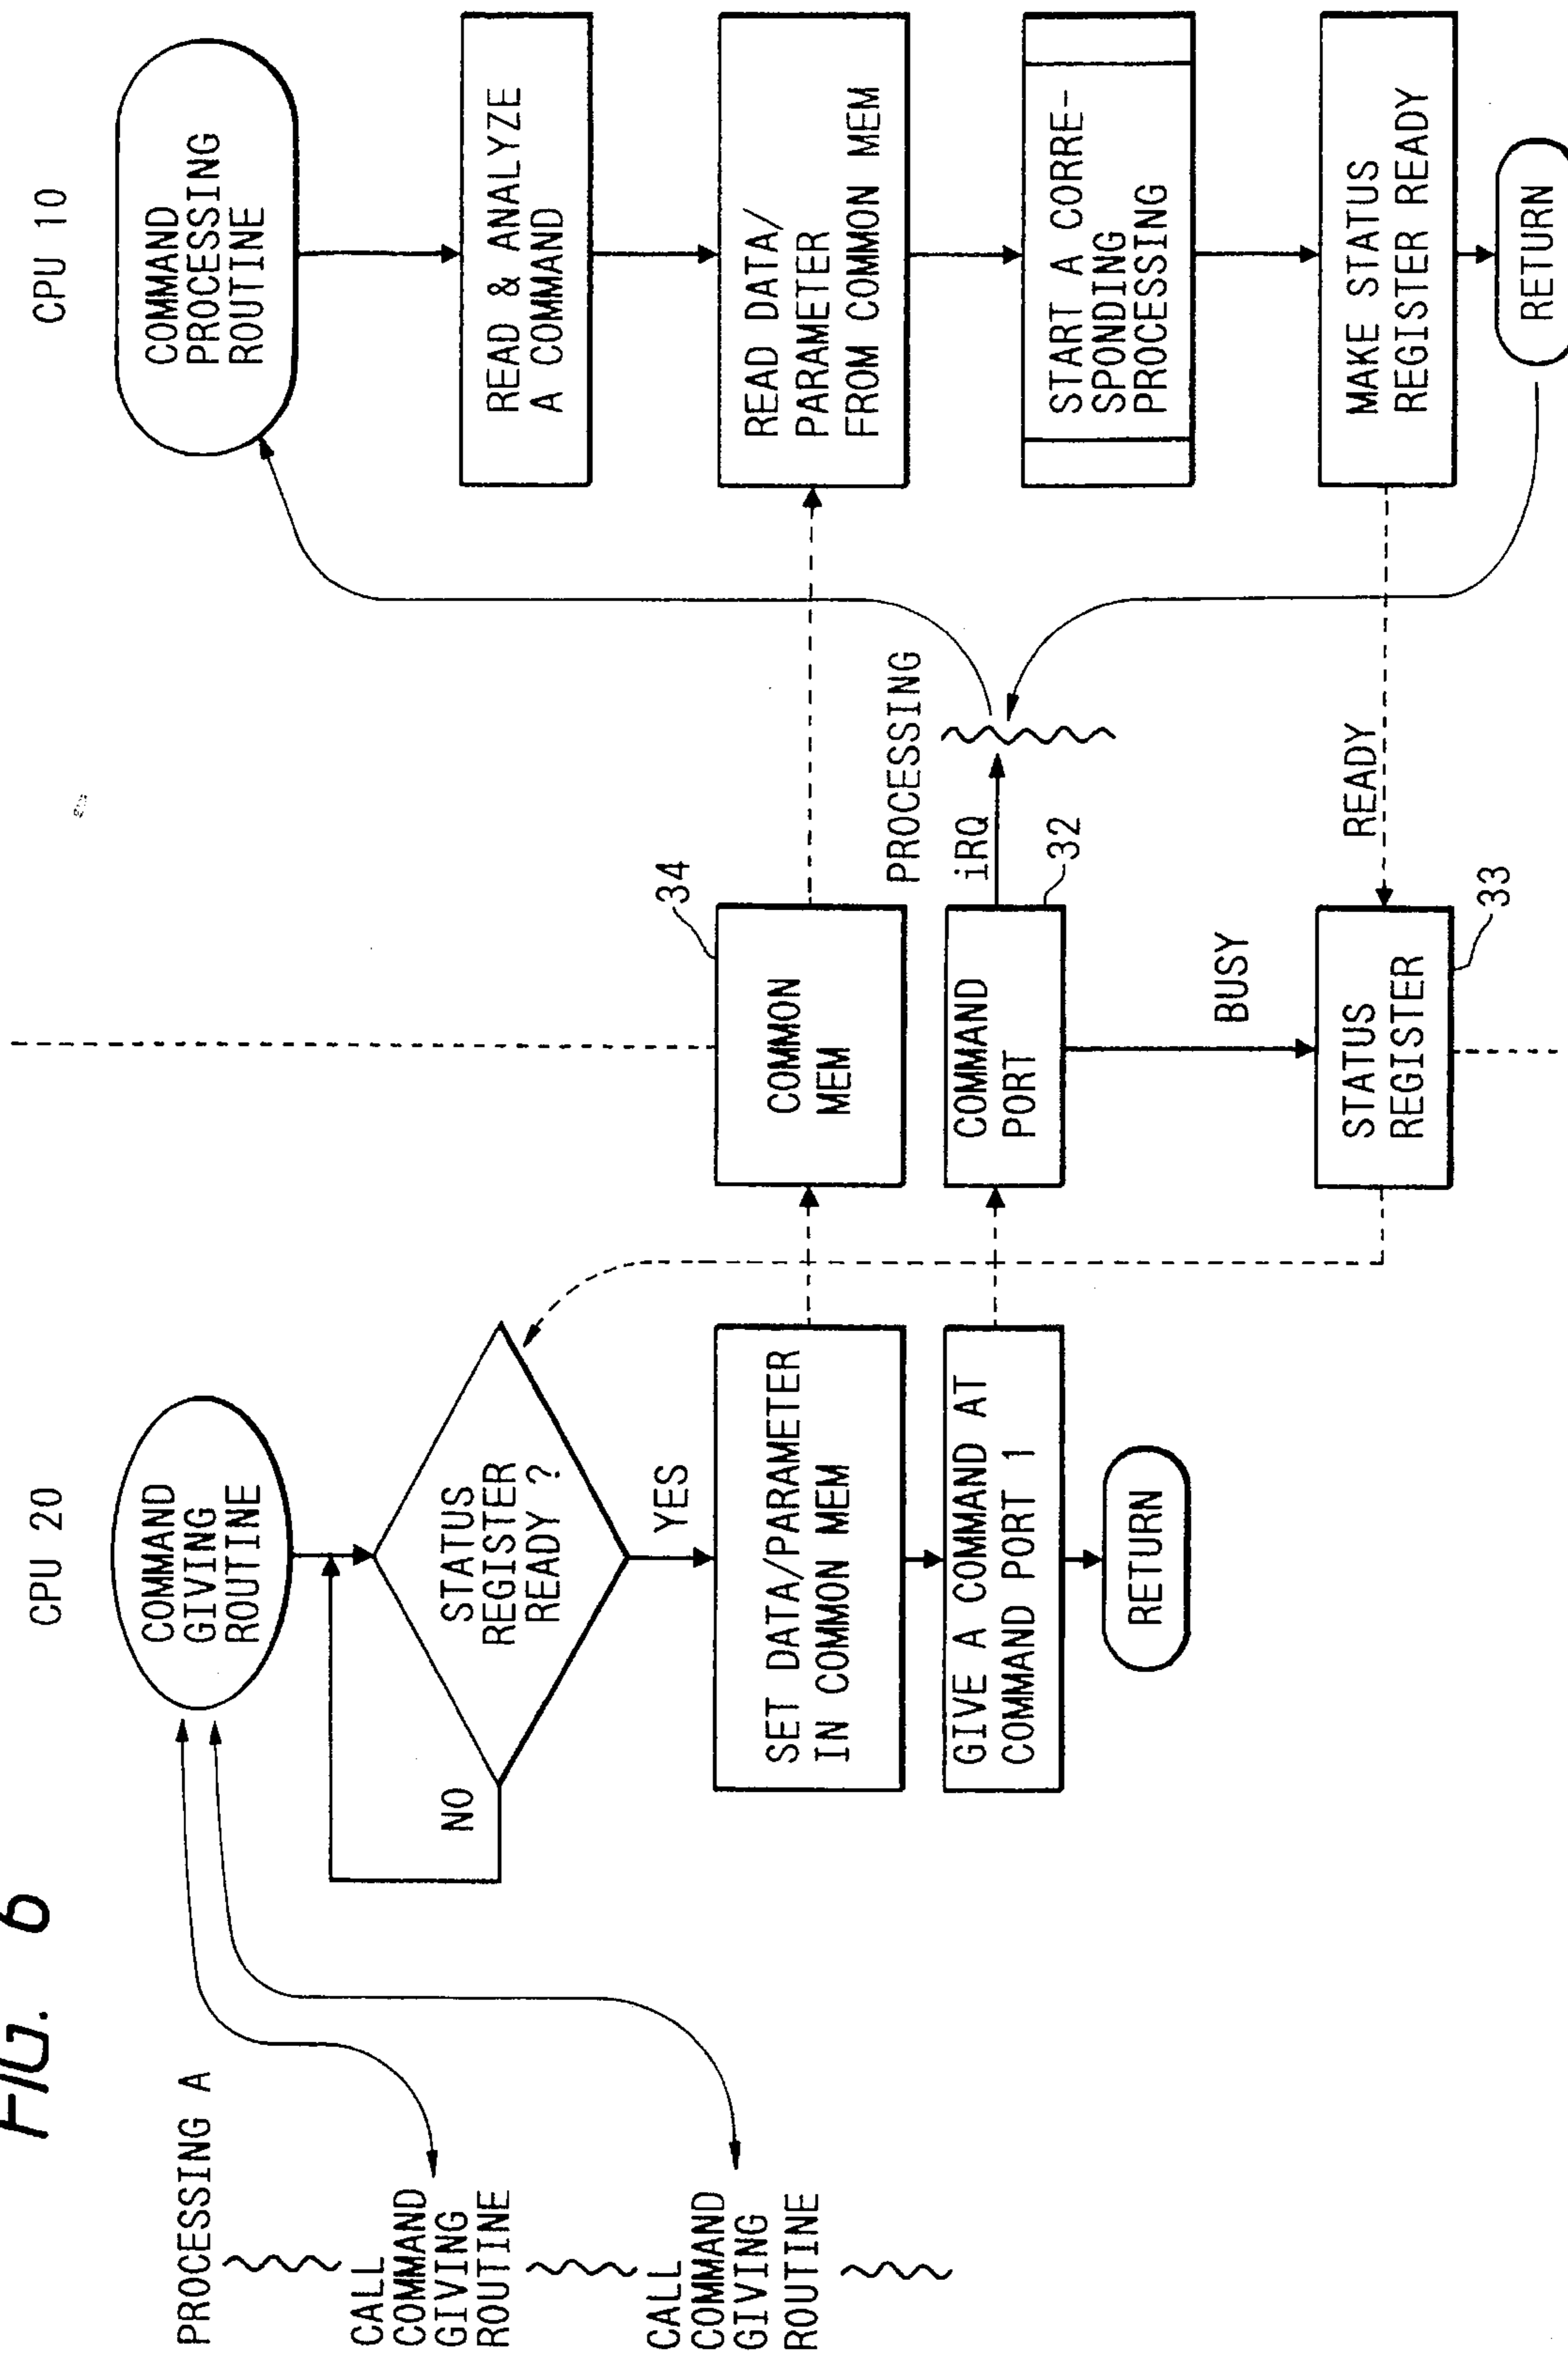 FIG. 6
PROCESSING A
CALL
COMMAND
GIVING
ROUTINE
CALL
COMMAND
GIVING
ROUTINE
CPU 20
COMMAND
GIVING
ROUTINE
STATUS
REGISTER
READY ?
NO
YES
SET DATA/PARAMETER
IN COMMON MEM
GIVE A COMMAND AT
COMMAND PORT 1
RETURN
34
COMMON
MEM
COMMAND
PORT
32
iRQ
PROCESSING
BUSY
STATUS
REGISTER
33
READY
CPU 10
COMMAND
PROCESSING
ROUTINE
READ & ANALYZE
A COMMAND
READ DATA/
PARAMETER
FROM COMMON MEM
START A CORRE-
SPONDING
PROCESSING
MAKE STATUS
REGISTER READY
RETURN